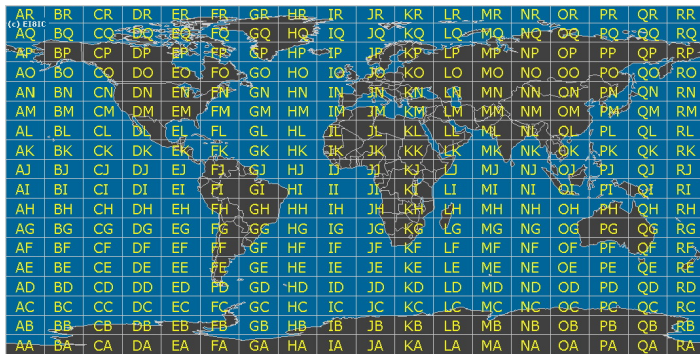 AR BR CR DR ER FR GR HR IR JR KR LR MR NR OR PR QR RR
(c) EI8IC
AQ BQ CQ DQ EQ FQ GQ HQ IQ JQ KQ LQ MQ NQ OQ PQ QQ RQ
AP BP CP DP EP FP GP HP IP JP KP LP MP NP OP PP QP RP
AO BO CO DO EO FO GO HO IO JO KO LO MO NO OO PO QO RO
AN BN CN DN EN FN GN HN IN JN KN LN MN NN ON PN QN RN
AM BM CM DM EM FM GM HM IM JM KM LM MM NM OM PM QM RM
AL BL CL DL EL FL GL HL IL JL KL LL ML NL OL PL QL RL
AK BK CK DK EK FK GK HK IK JK KK LK MK NK OK PK QK RK
AJ BJ CJ DJ EJ FJ GJ HJ IJ JJ KJ LJ MJ NJ OJ PJ QJ RJ
AI BI CI DI EI FI GI HI II JI KI LI MI NI OI PI QI RI
AH BH CH DH EH FH GH HH IH JH KH LH MH NH OH PH QH RH
AG BG CG DG EG FG GG HG IG JG KG LG MG NG OG PG QG RG
AF BF CF DF EF FF GF HF IF JF KF LF MF NF OF PF QF RF
AE BE CE DE EE FE GE HE IE JE KE LE ME NE OE PE QE RE
AD BD CD DD ED FD GD HD ID JD KD LD MD ND OD PD QD RD
AC BC CC DC EC FC GC HC IC JC KC LC MC NC OC PC QC RC
AB BB CB DB EB FB GB HB IB JB KB LB MB NB OB PB QB RB
AA BA CA DA EA FA GA HA IA JA KA LA MA NA OA PA QA RA